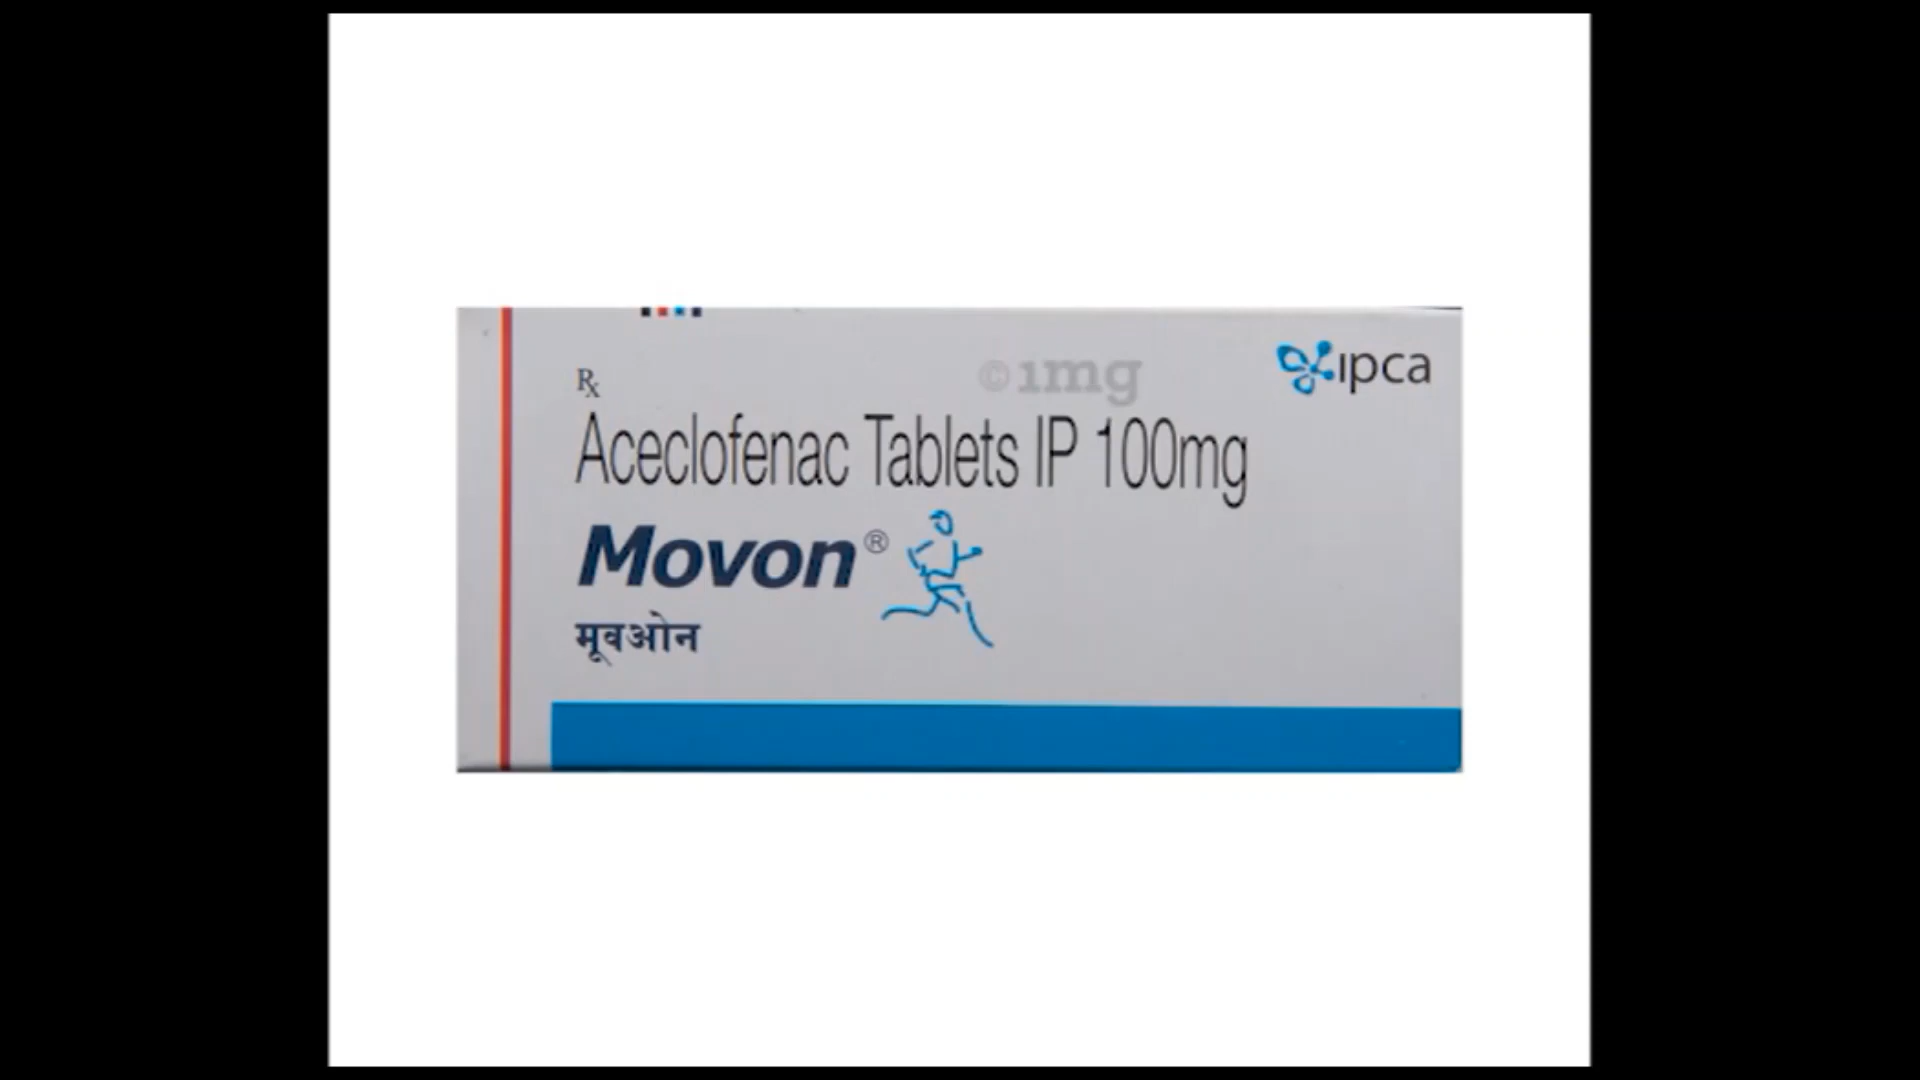 ©1mg
ipca
Rx
Aceclofenac Tablets IP 100mg
Movon®
मूवओन